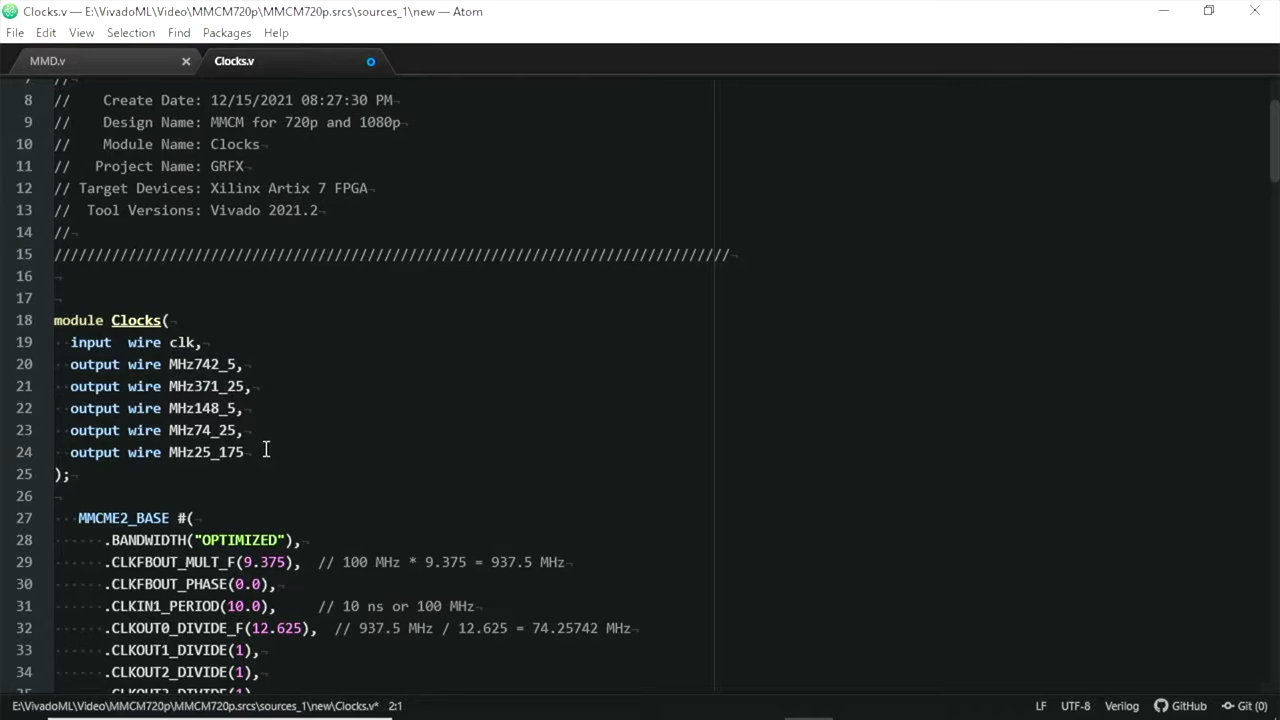 Clocks.v — E:\VivadoML\Video\MMCM720p\MMCM720p.srcs\sources_1\new — Atom
File Edit View Selection Find Packages Help
MMD.v Clocks.v
7 //
8 // Create Date: 12/15/2021 08:27:30 PM
9 // Design Name: MMCM for 720p and 1080p
10 // Module Name: Clocks
11 // Project Name: GRFX
12 // Target Devices: Xilinx Artix 7 FPGA
13 // Tool Versions: Vivado 2021.2
14 //
15 //////////////////////////////////////////////////////////////////////////////////
16
17
18 module Clocks(
19 input wire clk,
20 output wire MHz742_5,
21 output wire MHz371_25,
22 output wire MHz148_5,
23 output wire MHz74_25,
24 output wire MHz25_175
25 );
26
27 MMCME2_BASE #(
28 .BANDWIDTH("OPTIMIZED"),
29 .CLKFBOUT_MULT_F(9.375), // 100 MHz * 9.375 = 937.5 MHz
30 .CLKFBOUT_PHASE(0.0),
31 .CLKIN1_PERIOD(10.0), // 10 ns or 100 MHz
32 .CLKOUT0_DIVIDE_F(12.625), // 937.5 MHz / 12.625 = 74.25742 MHz
33 .CLKOUT1_DIVIDE(1),
34 .CLKOUT2_DIVIDE(1),
35 .CLKOUT3_DIVIDE(1)
E:\VivadoML\Video\MMCM720p\MMCM720p.srcs\sources_1\new\Clocks.v* 2:1 LF UTF-8 Verilog GitHub Git (0)